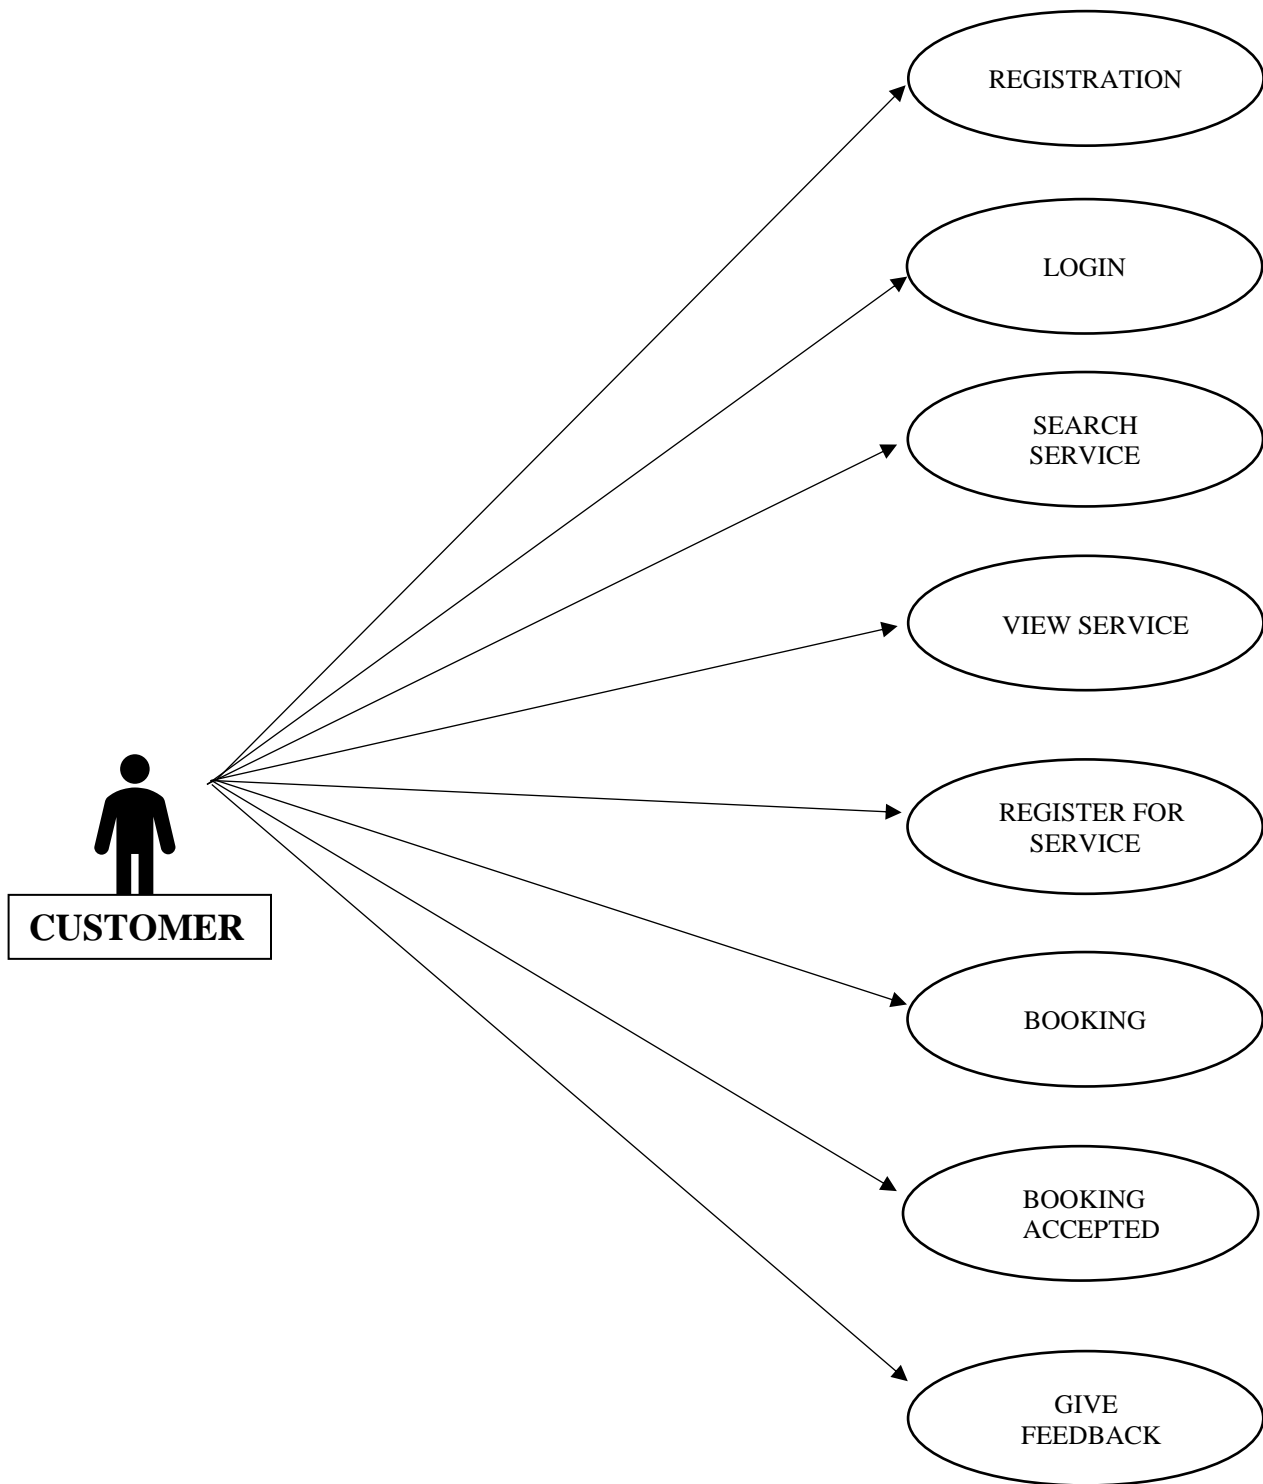 REGISTRATION
LOGIN
SEARCH
SERVICE
VIEW SERVICE
REGISTER FOR
SERVICE
CUSTOMER
BOOKING
BOOKING
ACCEPTED
GIVE
FEEDBACK